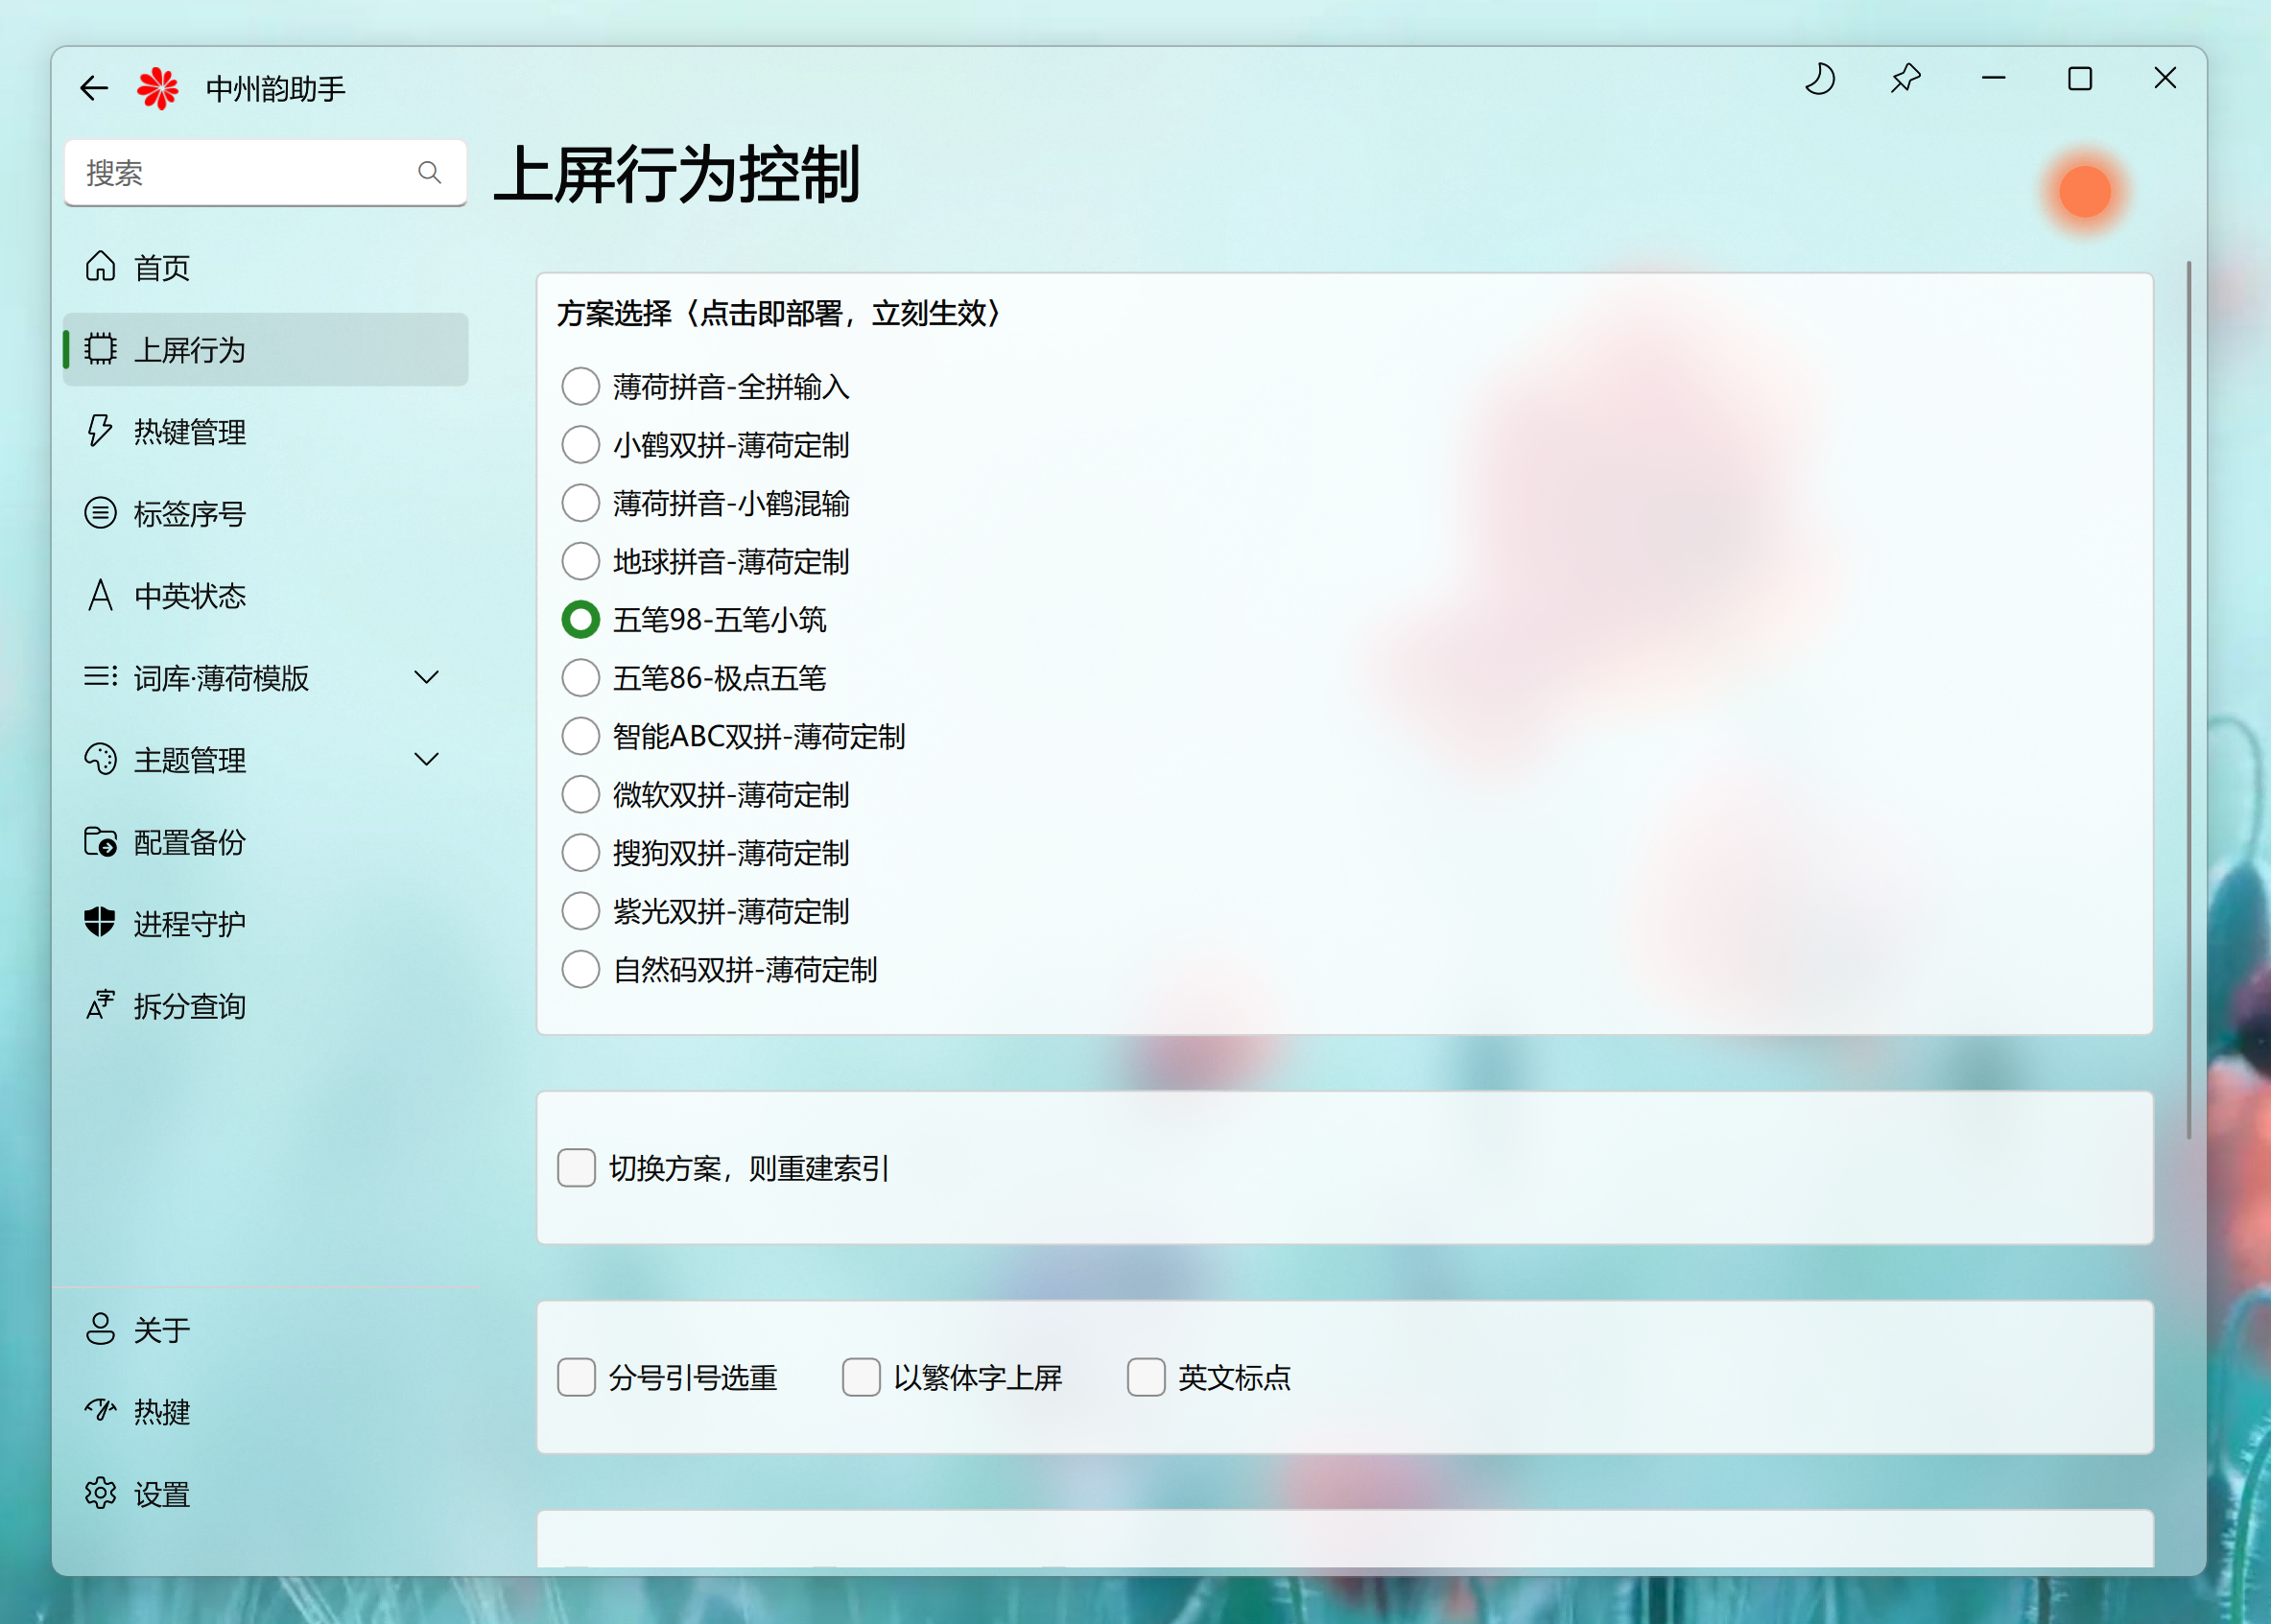 中州韵助手
搜索
首页
上屏行为
热键管理
标签序号
中英状态
词库·薄荷模版
主题管理
配置备份
进程守护
拆分查询
关于
热揵
设置
上屏行为控制
方案选择〈点击即部署，立刻生效〉
薄荷拼音-全拼输入
小鹤双拼-薄荷定制
薄荷拼音-小鹤混输
地球拼音-薄荷定制
五笔98-五笔小筑
五笔86-极点五笔
智能ABC双拼-薄荷定制
微软双拼-薄荷定制
搜狗双拼-薄荷定制
紫光双拼-薄荷定制
自然码双拼-薄荷定制
切换方案，则重建索引
分号引号选重 以繁体字上屏 英文标点